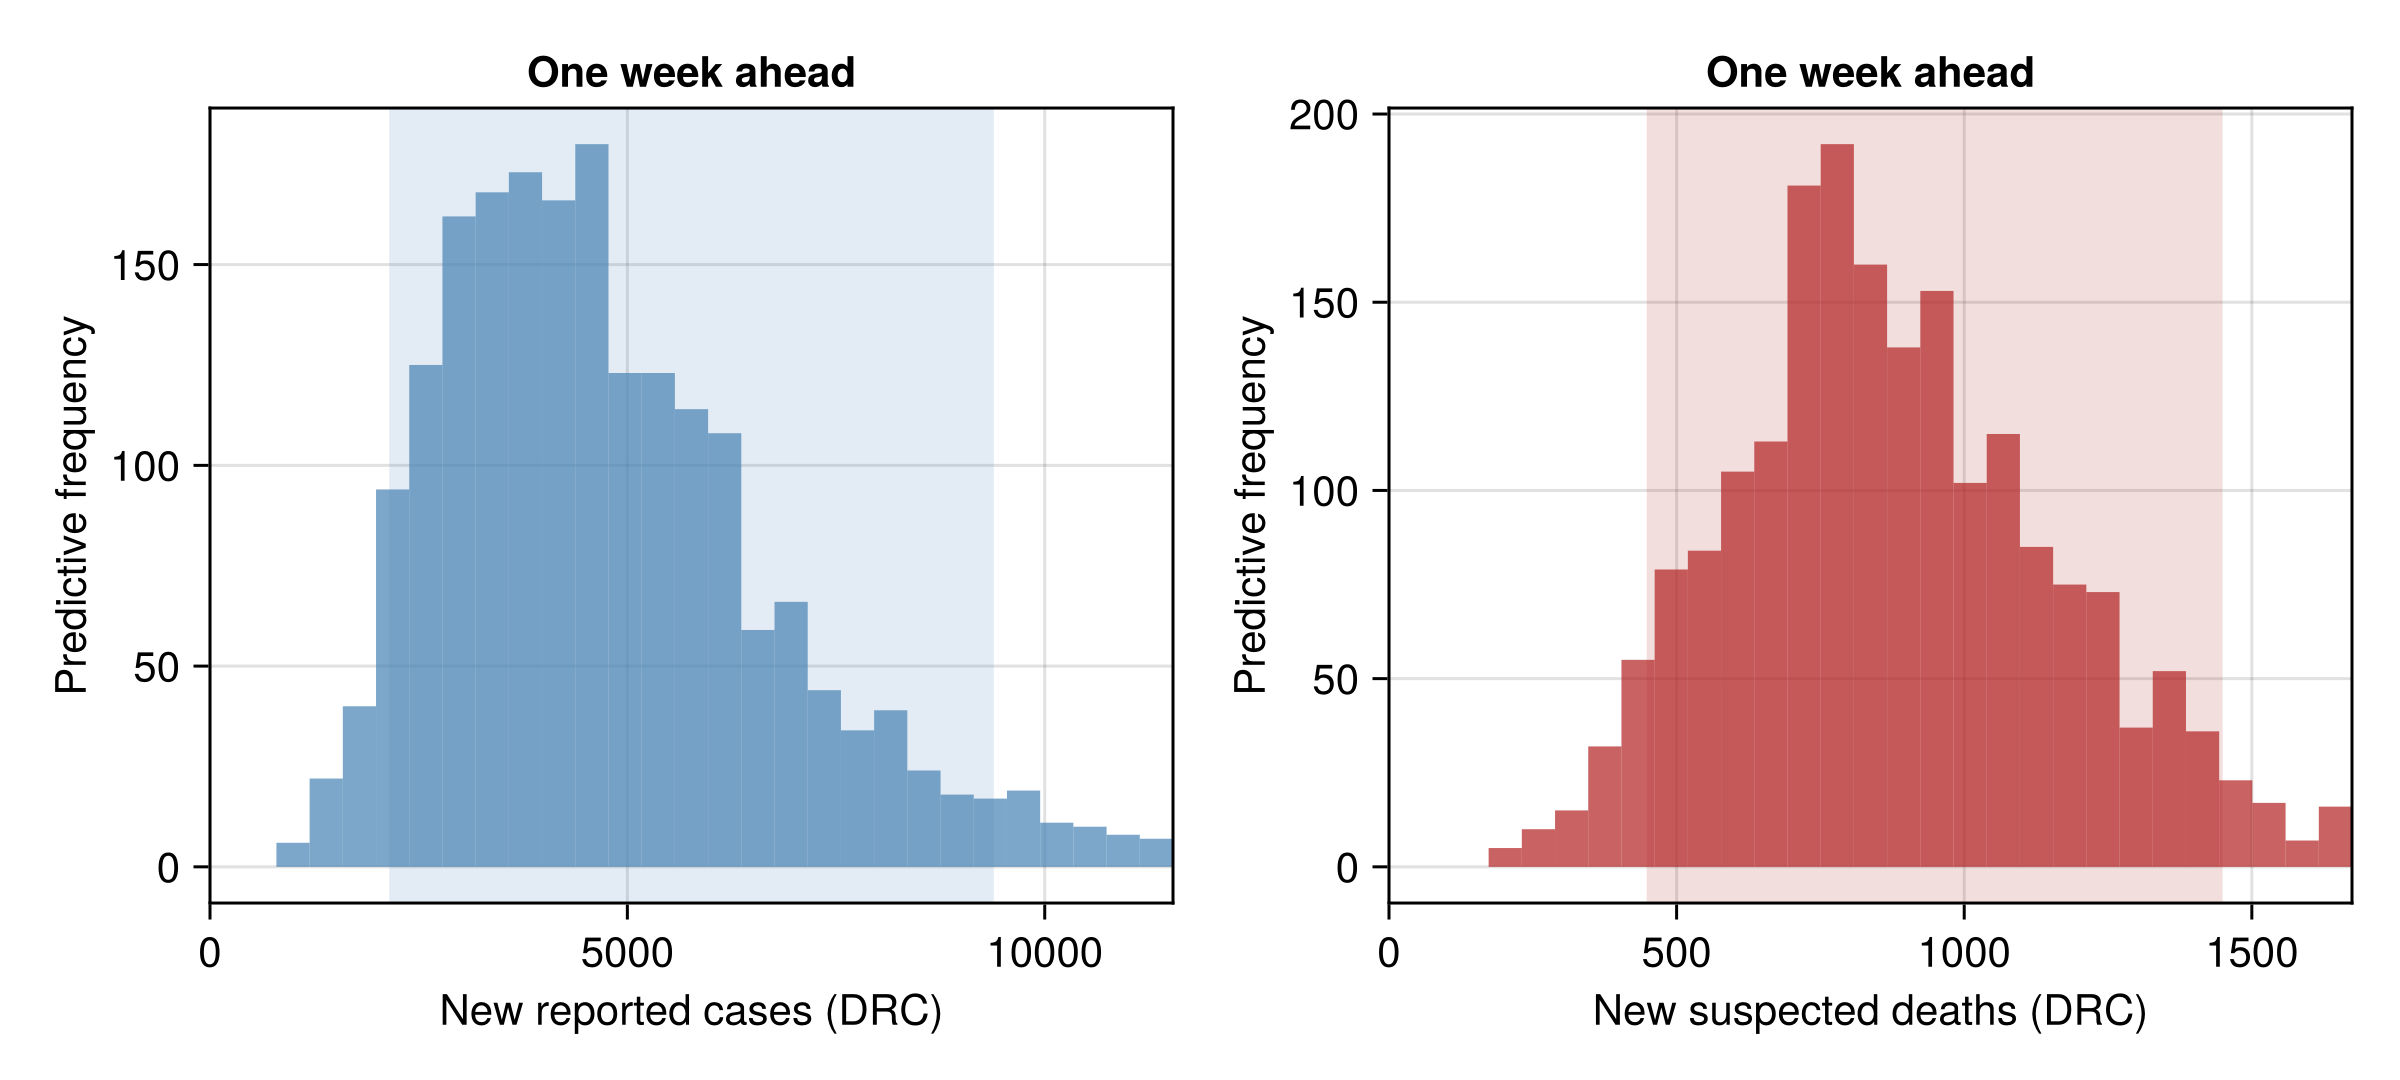 One week ahead
Predictive frequency
150
100
50
0
0 5000 10000
New reported cases (DRC)
One week ahead
Predictive frequency
200
150
100
50
0
0 500 1000 1500
New suspected deaths (DRC)